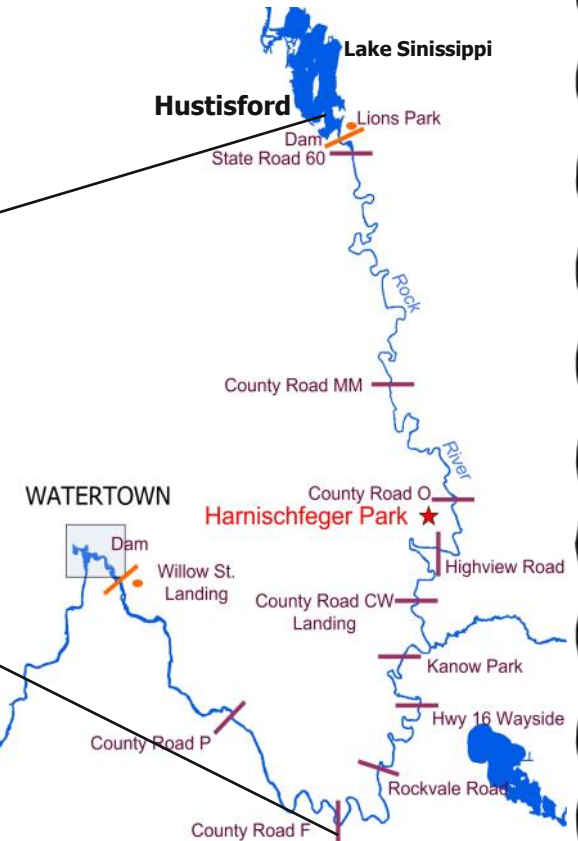 Lake Sinissippi
Hustisford
Lions Park
Dam
State Road 60
Rock
County Road MM
River
WATERTOWN
County Road O
Harnischfeger Park
Dam
Highview Road
Willow St.
Landing
County Road CW
Landing
Kanow Park
Hwy 16 Wayside
County Road P
Rockvale Road
County Road F